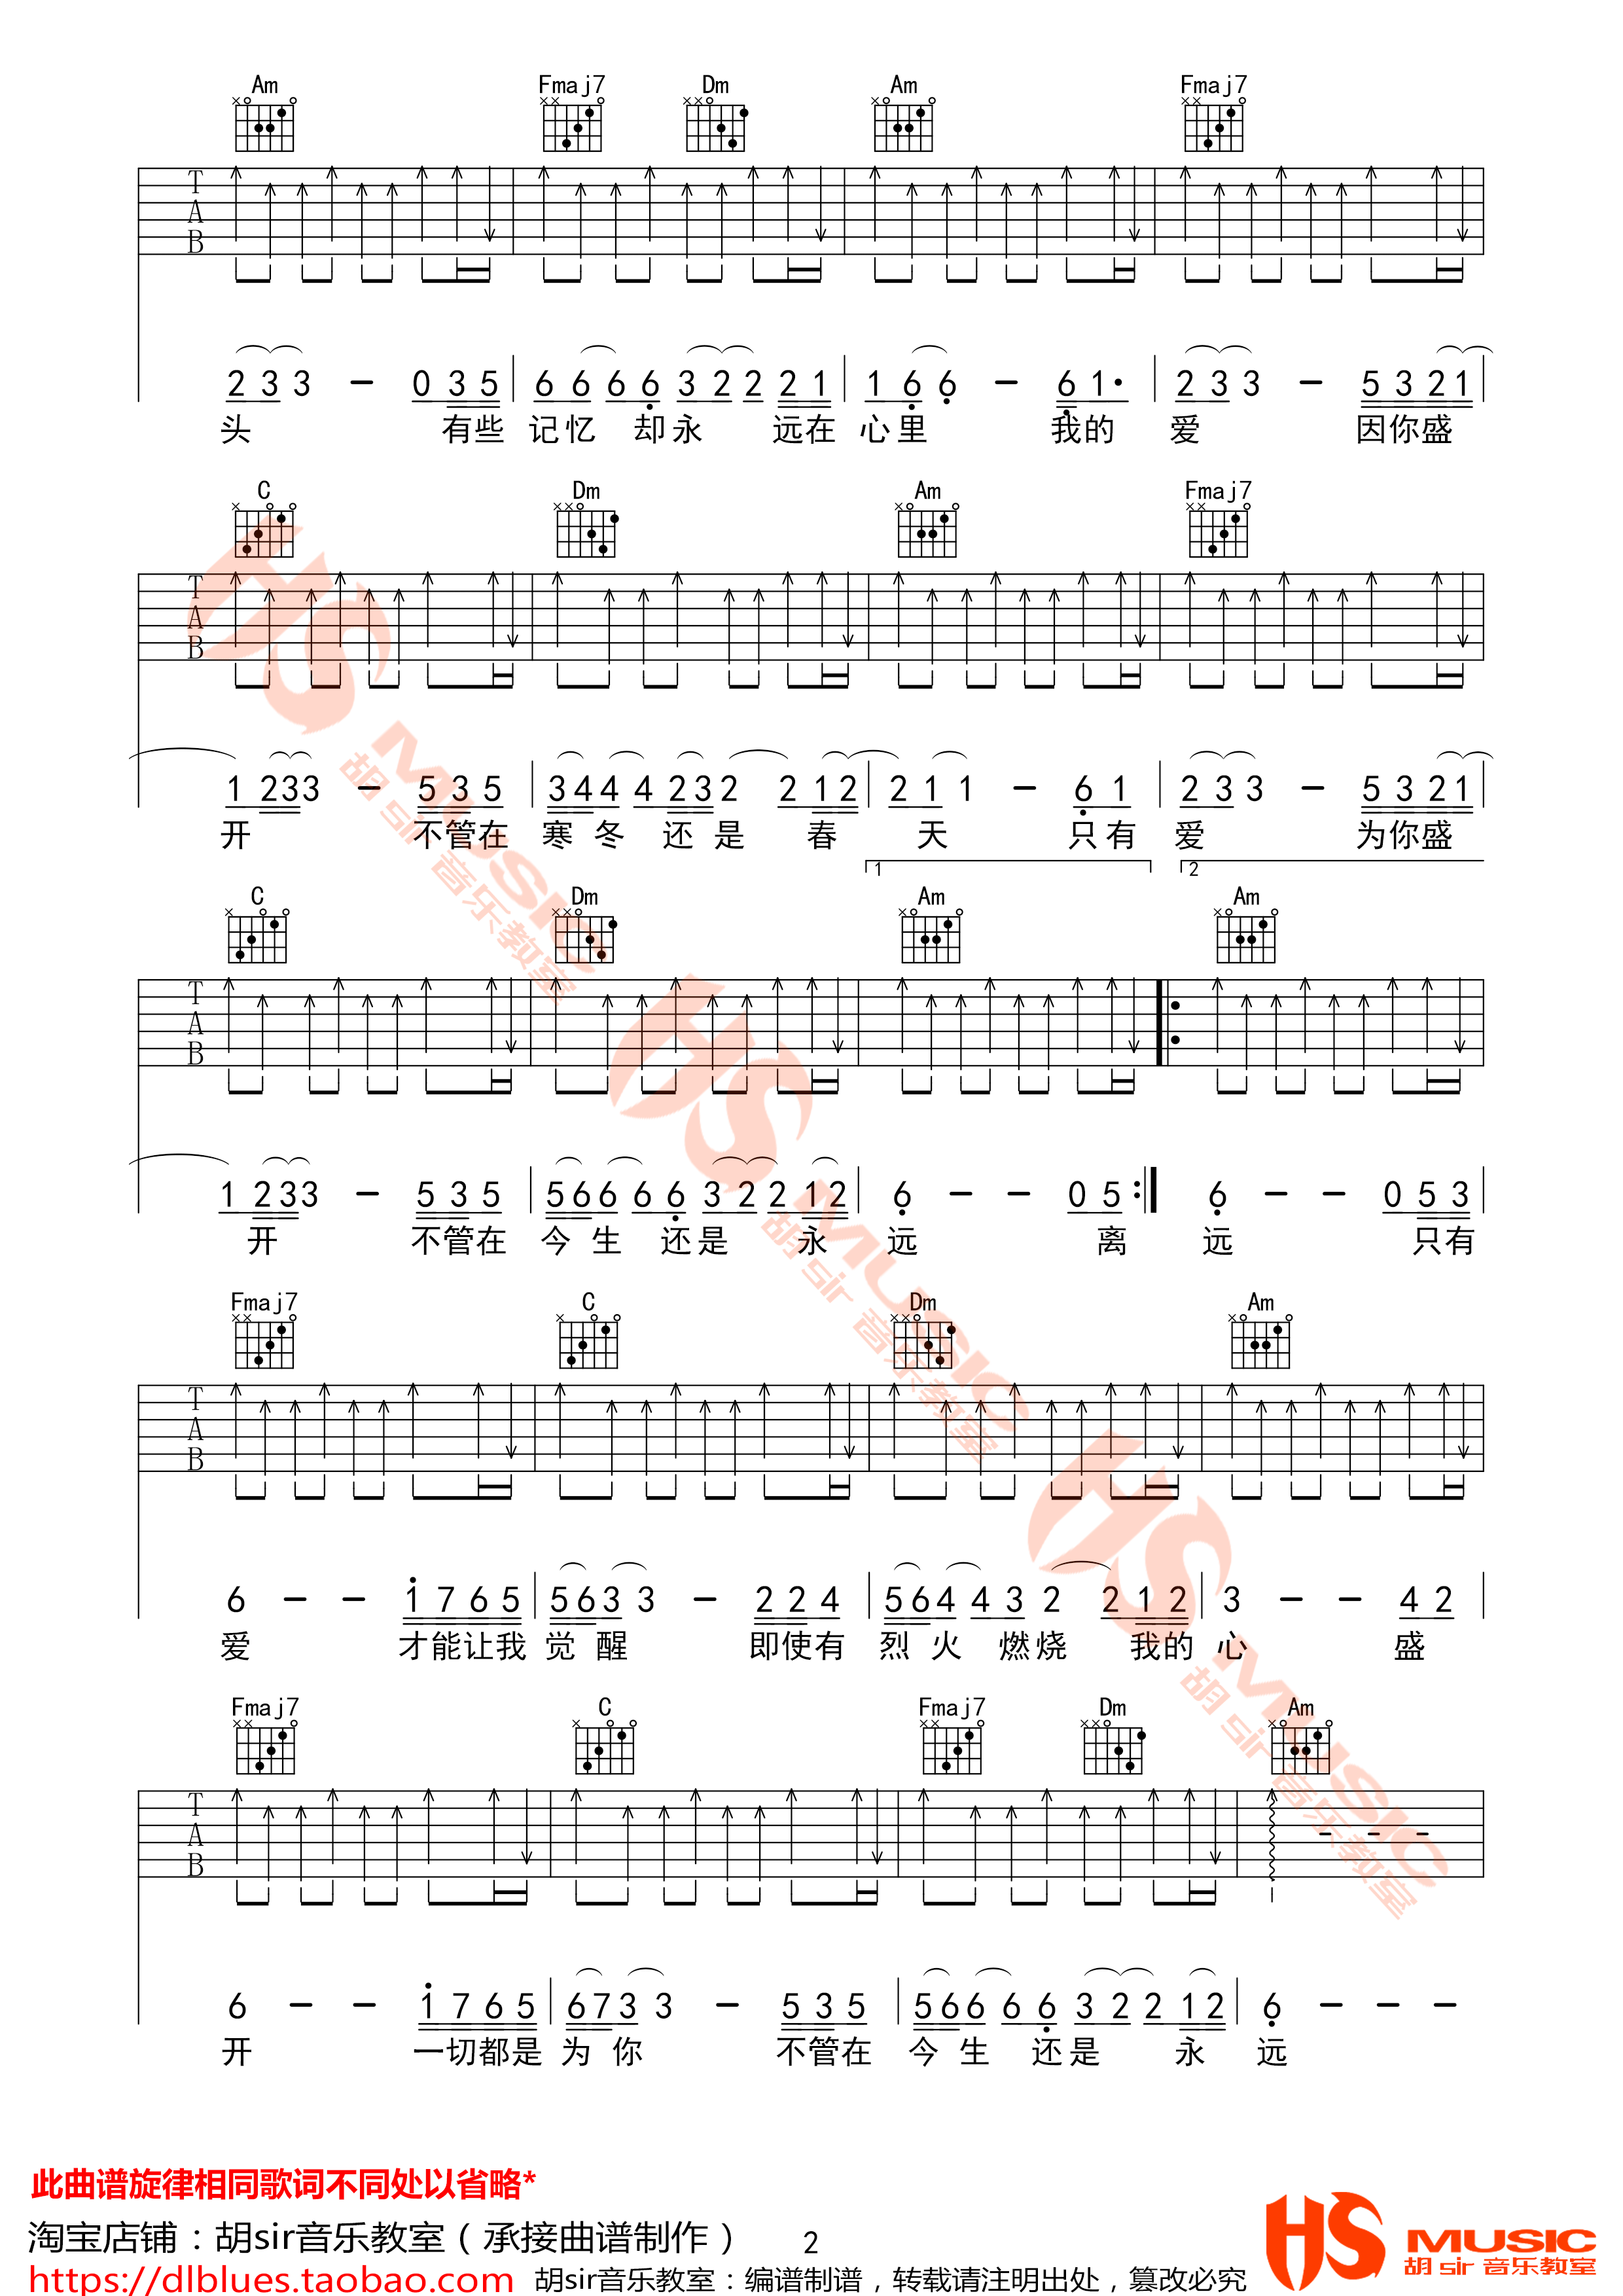 Am Fmaj7 Dm Am Fmaj7
T A B
2 3 3 - 0 3 5 6 6 6 6 3 2 2 2 1 1 6 6 - 6 1· 2 3 3 - 5 3 2 1
头 有些 记忆 却永 远在 心里 我的 爱 因你盛
C Dm Am Fmaj7
T A B
1 2 3 3 - 5 3 5 3 4 4 4 2 3 2 2 1 2 2 1 1 - 6 1 2 3 3 - 5 3 2 1
开 不管在 寒冬 还是 春 天 只有 爱 为你盛
1 2
C Dm Am Am
T A B
1 2 3 3 - 5 3 5 5 6 6 6 6 3 2 2 1 2 6 - - 0 5 6 - - 0 5 3
开 不管在 今生 还是 永 远 离 远 只有
Fmaj7 C Dm Am
T A B
6 - - 1 7 6 5 5 6 3 3 - 2 2 4 5 6 4 4 3 2 2 1 2 3 - - 4 2
爱 才能让我 觉醒 即使有 烈火 燃烧 我的 心 盛
Fmaj7 C Fmaj7 Dm Am
T A B
6 - - 1 7 6 5 6 7 3 3 - 5 3 5 5 6 6 6 6 3 2 2 1 2 6 - - -
开 一切都是 为你 不管在 今生 还是 永 远
此曲谱旋律相同歌词不同处以省略*
淘宝店铺：胡sir音乐教室（承接曲谱制作） 2
https://dlblues.taobao.com 胡sir音乐教室：编谱制谱，转载请注明出处，篡改必究
HS MUSIC
胡 sir 音乐教室